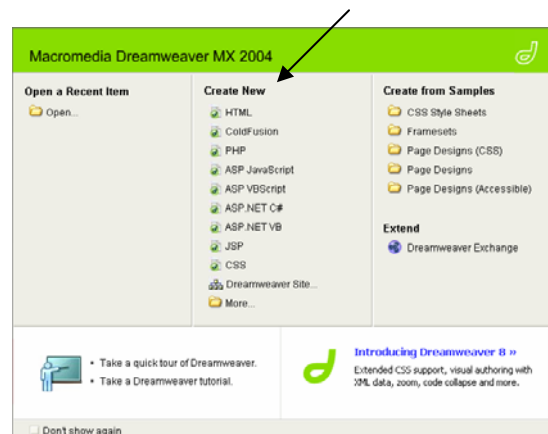 Macromedia Dreamweaver MX 2004
Open a Recent Item
Open...
Create New
HTML
ColdFusion
PHP
ASP JavaScript
ASP VBScript
ASP.NET C#
ASP.NET VB
JSP
CSS
Dreamweaver Site...
More...
Create from Samples
CSS Style Sheets
Framesets
Page Designs (CSS)
Page Designs
Page Designs (Accessible)
Extend
Dreamweaver Exchange
• Take a quick tour of Dreamweaver.
• Take a Dreamweaver tutorial.
Introducing Dreamweaver 8 »
Extended CSS support, visual authoring with
XML data, zoom, code collapse and more.
Don't show again